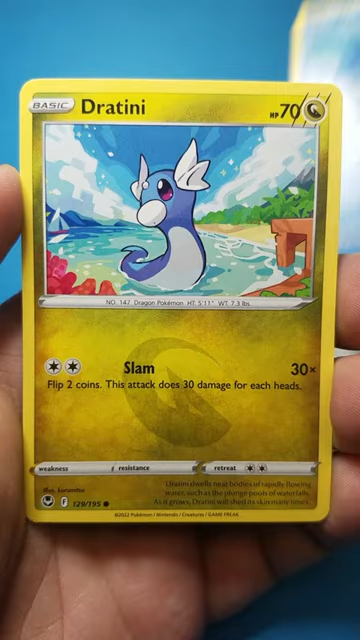 BASIC Dratini HP 70
NO. 147 Dragon Pokémon HT: 5'11" WT: 7.3 lbs.
Slam 30×
Flip 2 coins. This attack does 30 damage for each heads.
weakness resistance retreat
Illus. kurumitsu
F 129/195
Dratini dwells near bodies of rapidly flowing
water, such as the plunge pools of waterfalls.
As it grows, Dratini will shed its skin many times.
©2022 Pokémon / Nintendo / Creatures / GAME FREAK